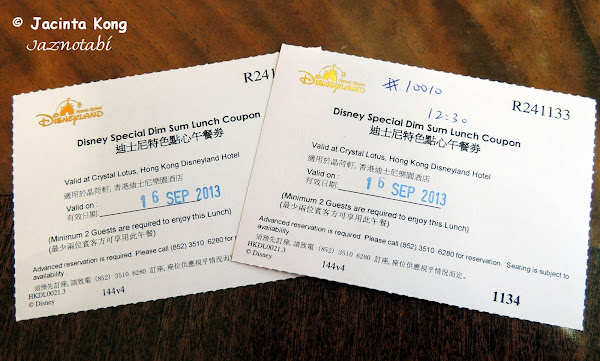 © Jacinta Kong
Jaznotabi
HONG KONG
DISNEYLAND
R241
Disney Special Dim Sum Lunch Coupon
迪士尼特色點心午餐券
Valid at Crystal Lotus, Hong Kong Disneyland Hotel
適用於晶荷軒, 香港迪士尼樂園酒店
Valid on :
有效日期:
16 SEP 2013
(Minimum 2 Guests are required to enjoy this Lunch)
(最少兩位賓客方可享用此午餐)
Advanced reservation is required. Please call (852) 3510
availability
須預先訂座, 請致電 (852) 3510 6280 訂座, 座位供應視乎情況而定.
HKDL0021.3
© Disney
144v4
HONG KONG
DISNEYLAND
#10010
12:30
R241133
Disney Special Dim Sum Lunch Coupon
迪士尼特色點心午餐券
Valid at Crystal Lotus, Hong Kong Disneyland Hotel
適用於晶荷軒, 香港迪士尼樂園酒店
Valid on :
有效日期:
16 SEP 2013
(Minimum 2 Guests are required to enjoy this Lunch)
(最少兩位賓客方可享用此午餐)
Advanced reservation is required. Please call (852) 3510 6280 for reservation. Seating is subject to
availability
須預先訂座, 請致電 (852) 3510 6280 訂座, 座位供應視乎情況而定.
HKDL0021.3
© Disney
144v4
1134